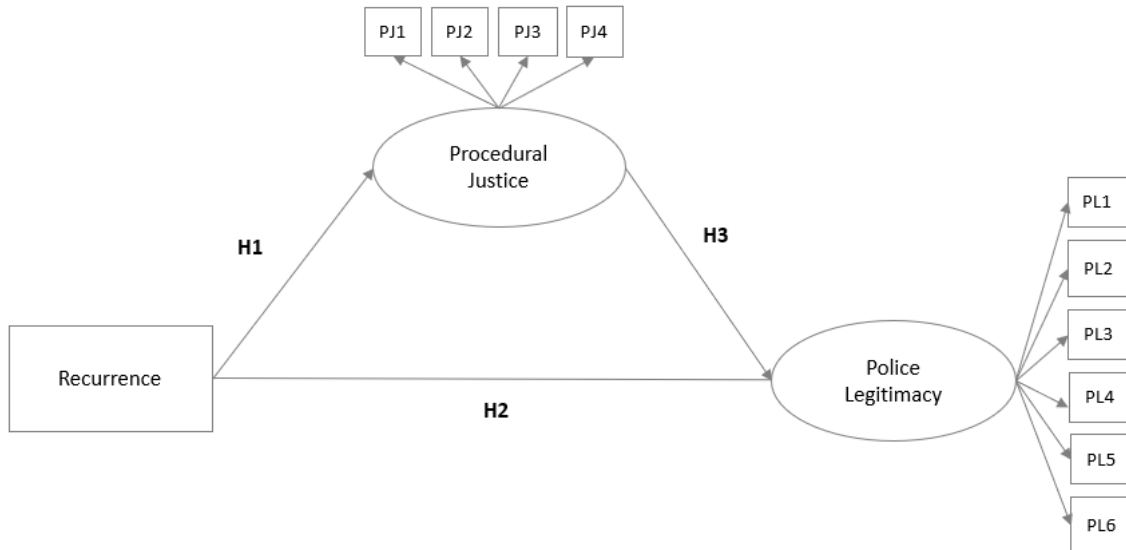 PJ1
PJ2
PJ3
PJ4
Procedural
Justice
H1
H3
PL1
PL2
PL3
PL4
PL5
PL6
Recurrence
H2
Police
Legitimacy